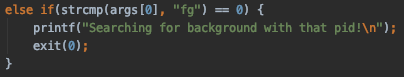 else if(strcmp(args[0], "fg") == 0) {
    printf("Searching for background with that pid!\n");
    exit(0);
}